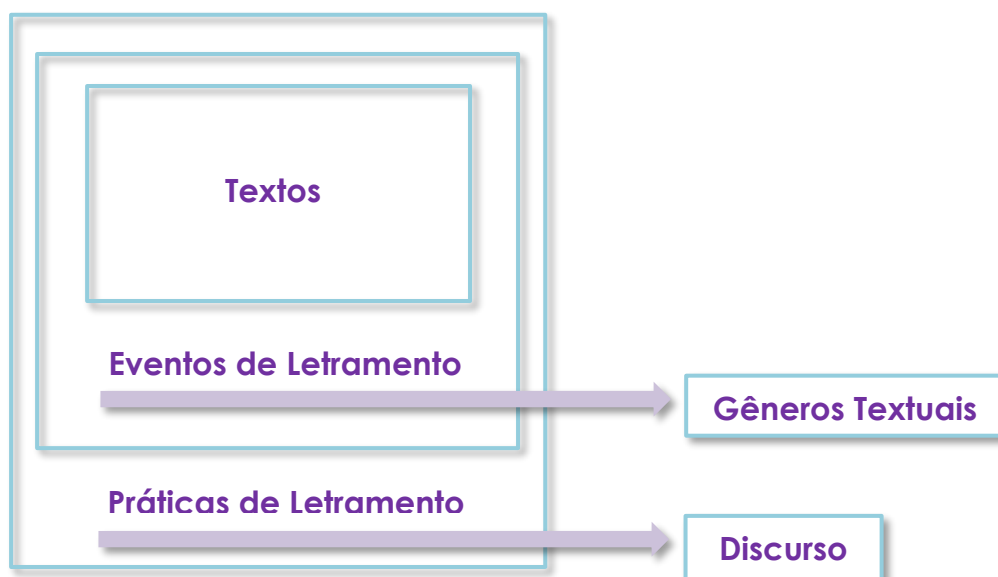 Textos
Eventos de Letramento
Gêneros Textuais
Práticas de Letramento
Discurso